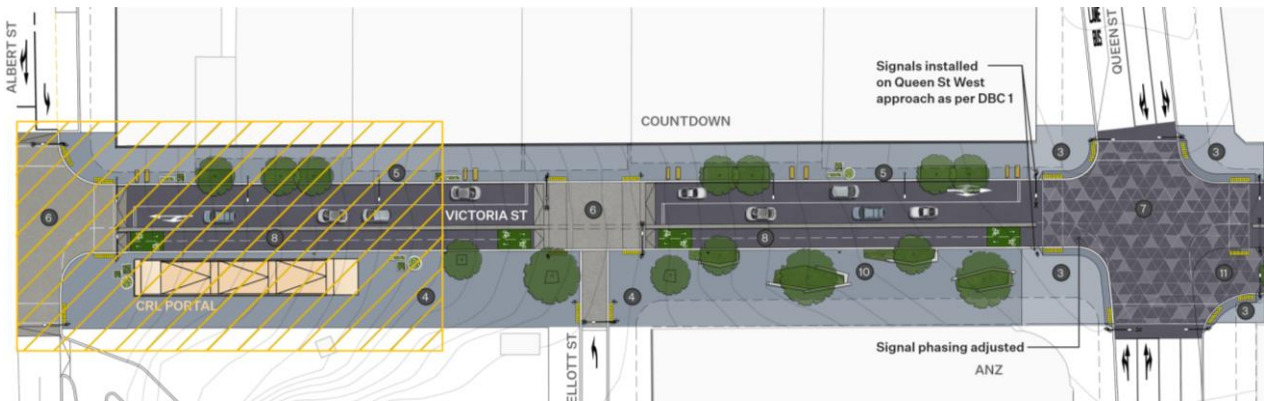 ALBERT ST
QUEEN ST
BUS
Signals installed
on Queen St West
approach as per DBC 1
COUNTDOWN
3
3
5
5
6
VICTORIA ST
6
7
8
8
CRL PORTAL
4
4
10
3
11
3
Signal phasing adjusted
ELLOTT ST
ANZ